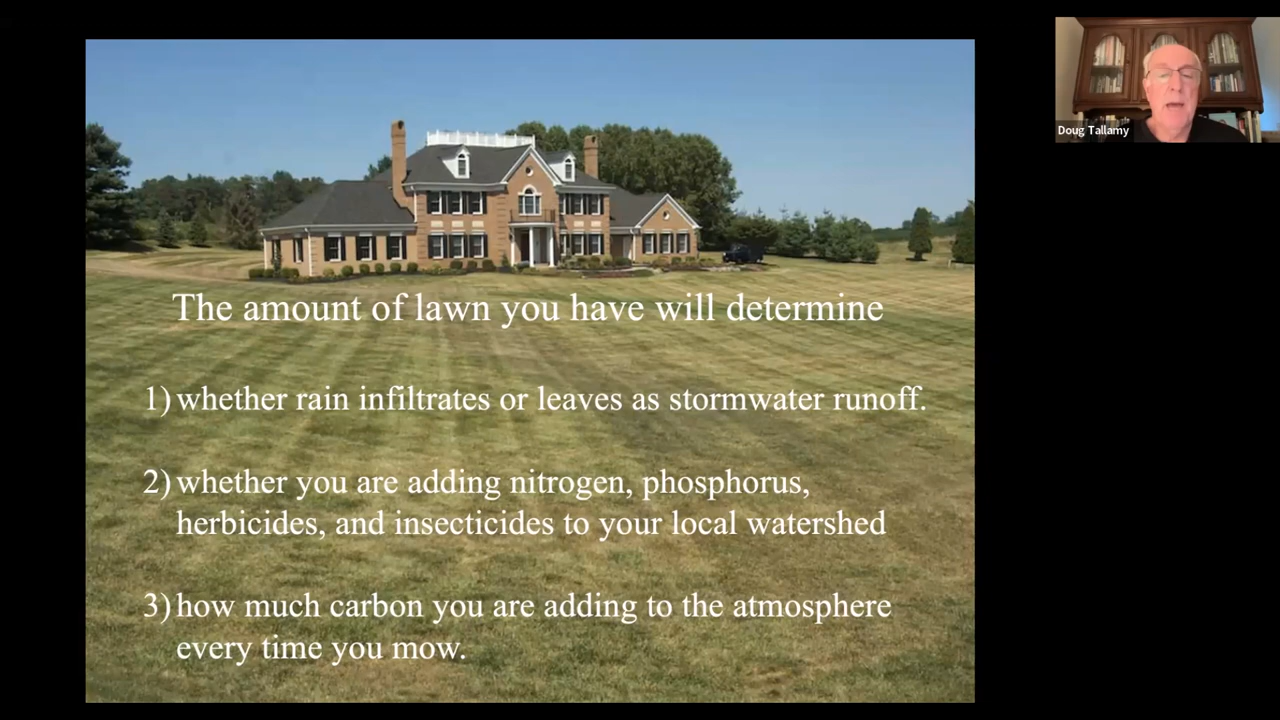 The amount of lawn you have will determine
1) whether rain infiltrates or leaves as stormwater runoff.
2) whether you are adding nitrogen, phosphorus,
herbicides, and insecticides to your local watershed
3) how much carbon you are adding to the atmosphere
every time you mow.
Doug Tallamy